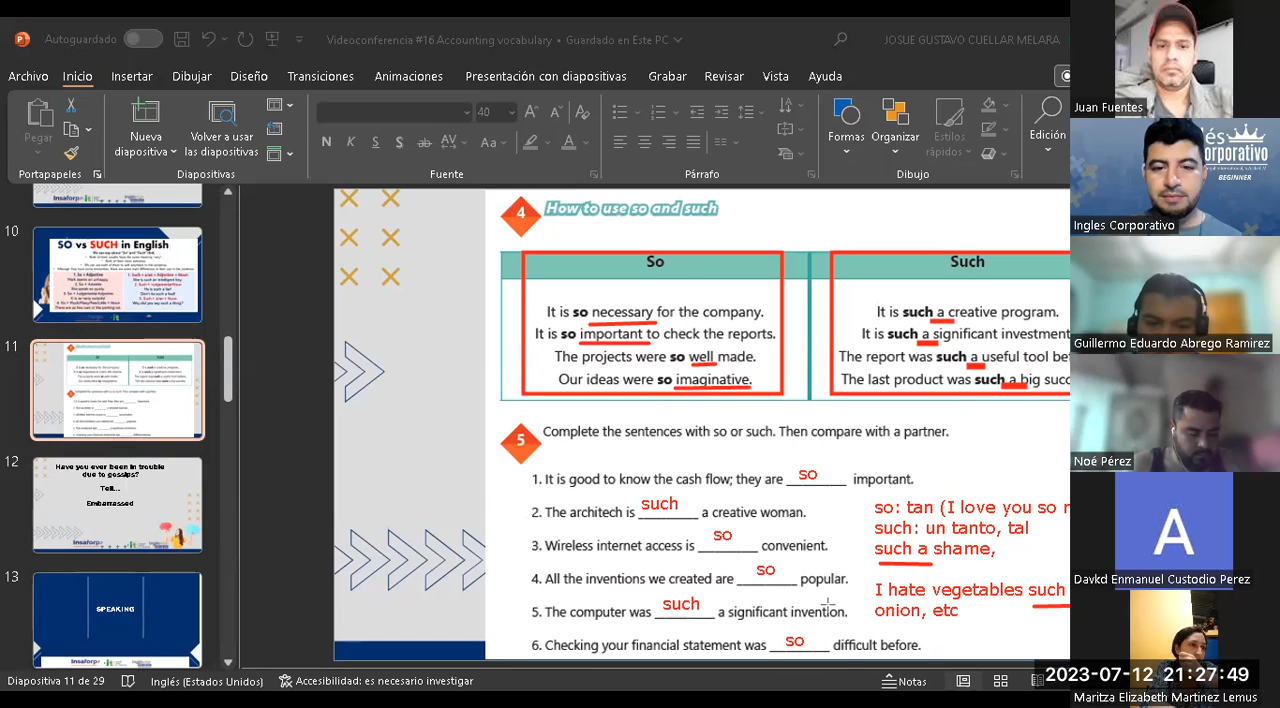 Autoguardado
Videoconferencia #16 Accounting vocabulary • Guardado en Este PC
JOSUE GUSTAVO CUELLAR MELARA
Archivo Inicio Insertar Dibujar Diseño Transiciones Animaciones Presentación con diapositivas Grabar Revisar Vista Ayuda
Pegar
Nueva diapositiva
Volver a usar las diapositivas
40
N K S S ab AV Aa A
Formas
Organizar
Estilos rápidos
Edición
Portapapeles Diapositivas Fuente Párrafo Dibujo
10
SO vs SUCH in English
11
12
Have you ever been in trouble
due to gossips?
Tell...
Embarrassed
13
SPEAKING
4 How to use so and such
So
It is so necessary for the company.
It is so important to check the reports.
The projects were so well made.
Our ideas were so imaginative.
Such
It is such a creative program.
It is such a significant investment
The report was such a useful tool
The last product was such a big
5 Complete the sentences with so or such. Then compare with a partner.
1. It is good to know the cash flow; they are so important.
2. The architech is such a creative woman.
3. Wireless internet access is so convenient.
4. All the inventions we created are so popular.
5. The computer was such a significant invention.
6. Checking your financial statement was so difficult before.
so: tan (I love you so
such: un tanto, tal
such a shame,
I hate vegetables such
onion, etc
Juan Fuentes
és
orporativo
BEGINNER
Ingles Corporativo
Guillermo Eduardo Abrego Ramirez
Noé Pérez
A
Davkd Enmanuel Custodio Perez
2023-07-12 21:27:49
Maritza Elizabeth Martinez Lemus
Diapositiva 11 de 29 Inglés (Estados Unidos) Accesibilidad: es necesario investigar Notas